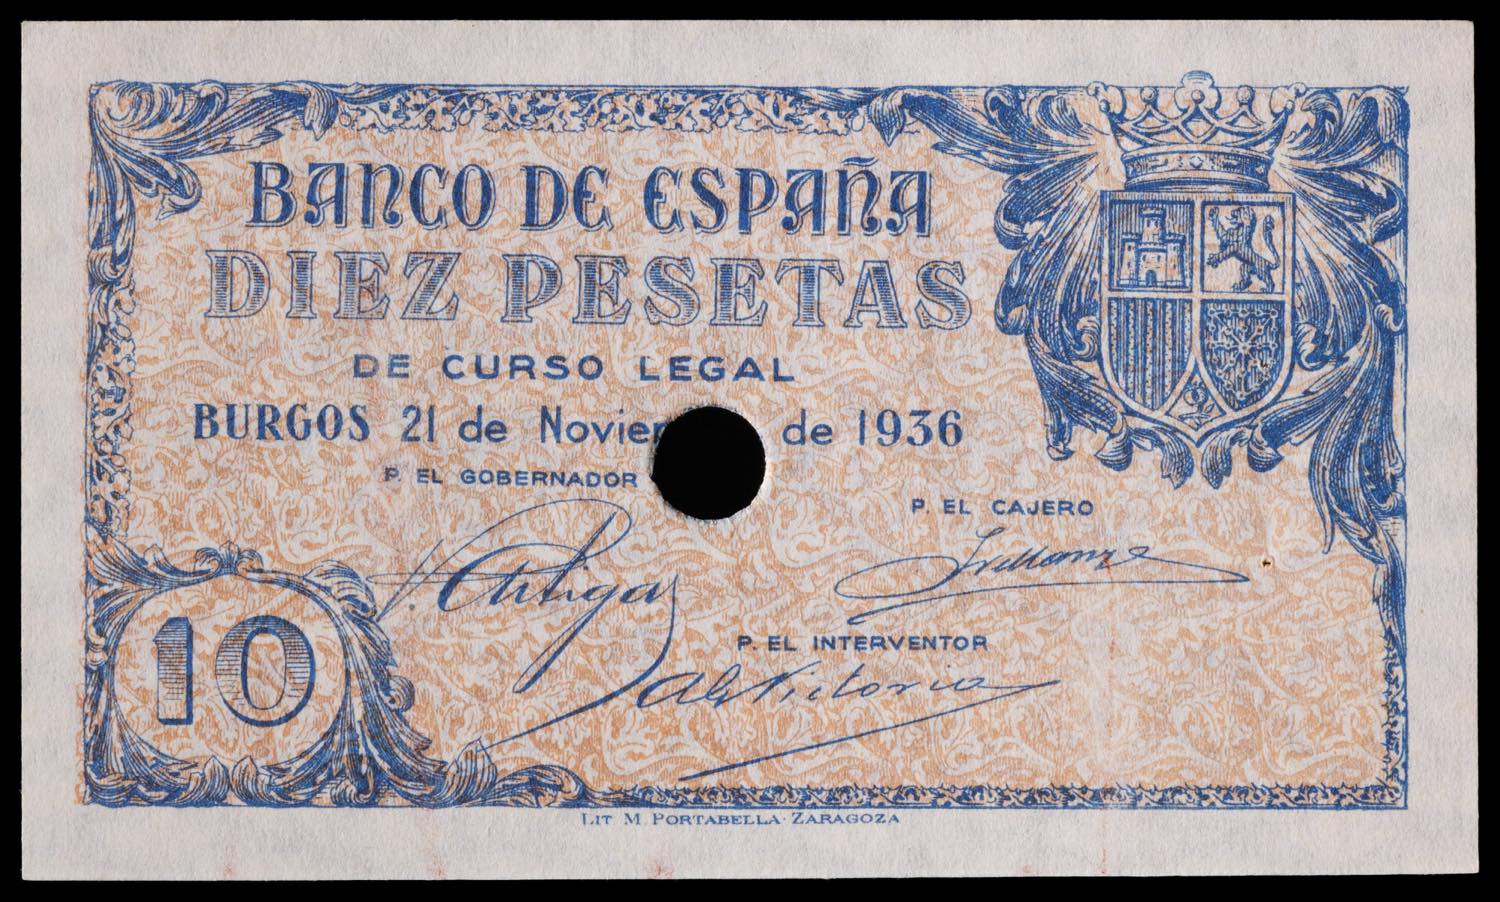 BANCO DE ESPAÑA
DIEZ PESETAS
DE CURSO LEGAL
BURGOS 21 de Novie de 1936
P. EL GOBERNADOR
P. EL CAJERO
P. EL INTERVENTOR
10
LIT M PORTABELLA · ZARAGOZA